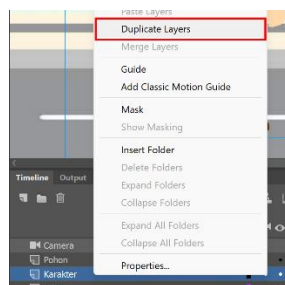 Paste Layers
Duplicate Layers
Merge Layers
Guide
Add Classic Motion Guide
Mask
Show Masking
Insert Folder
Delete Folders
Expand Folders
Collapse Folders
Expand All Folders
Collapse All Folders
Properties...
Timeline Output
Camera
Pohon
Karakter